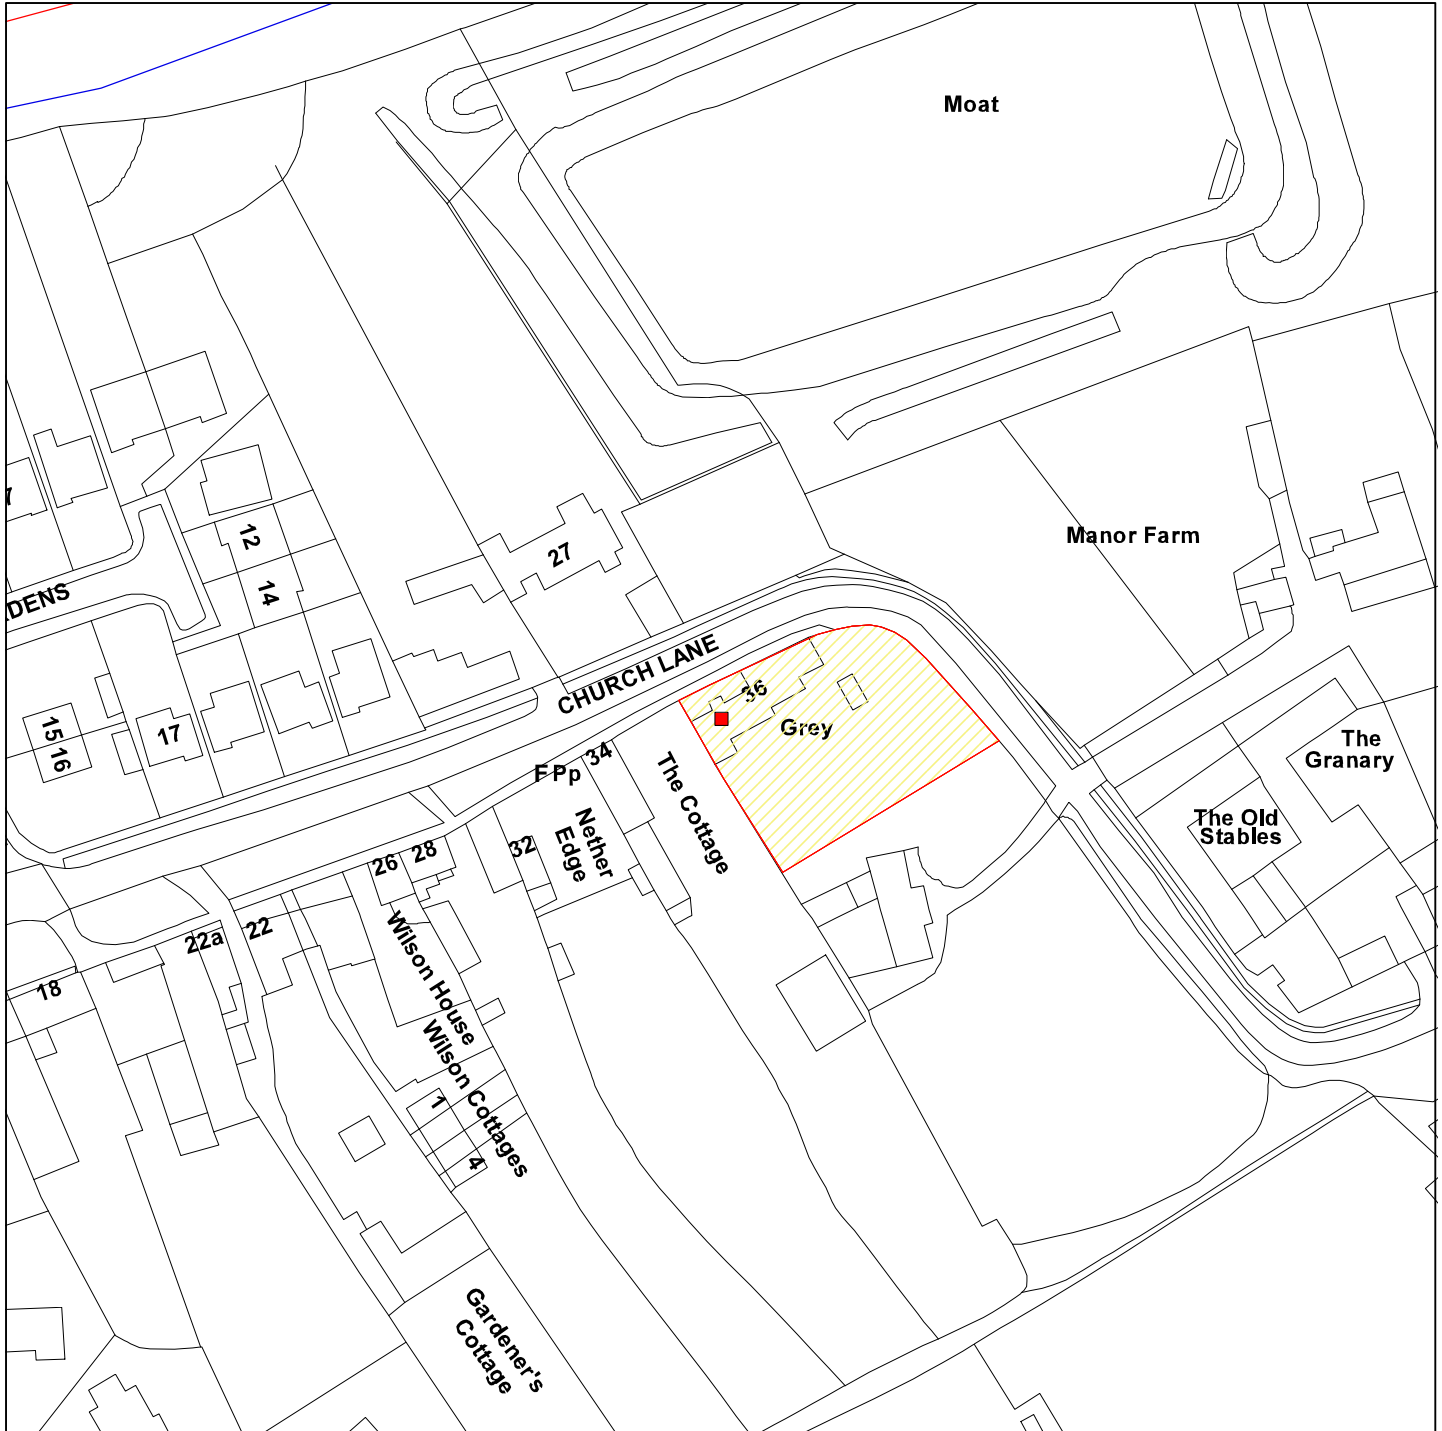 Moat
Manor Farm
27
12
14
DENS
CHURCH LANE
36
Grey
15
16
17
The
Granary
The Old
Stables
F Pp
34
The Cottage
Nether
Edge
32
28
26
22
22a
18
Wilson House
Wilson Cottages
1
4
Gardener's
Cottage